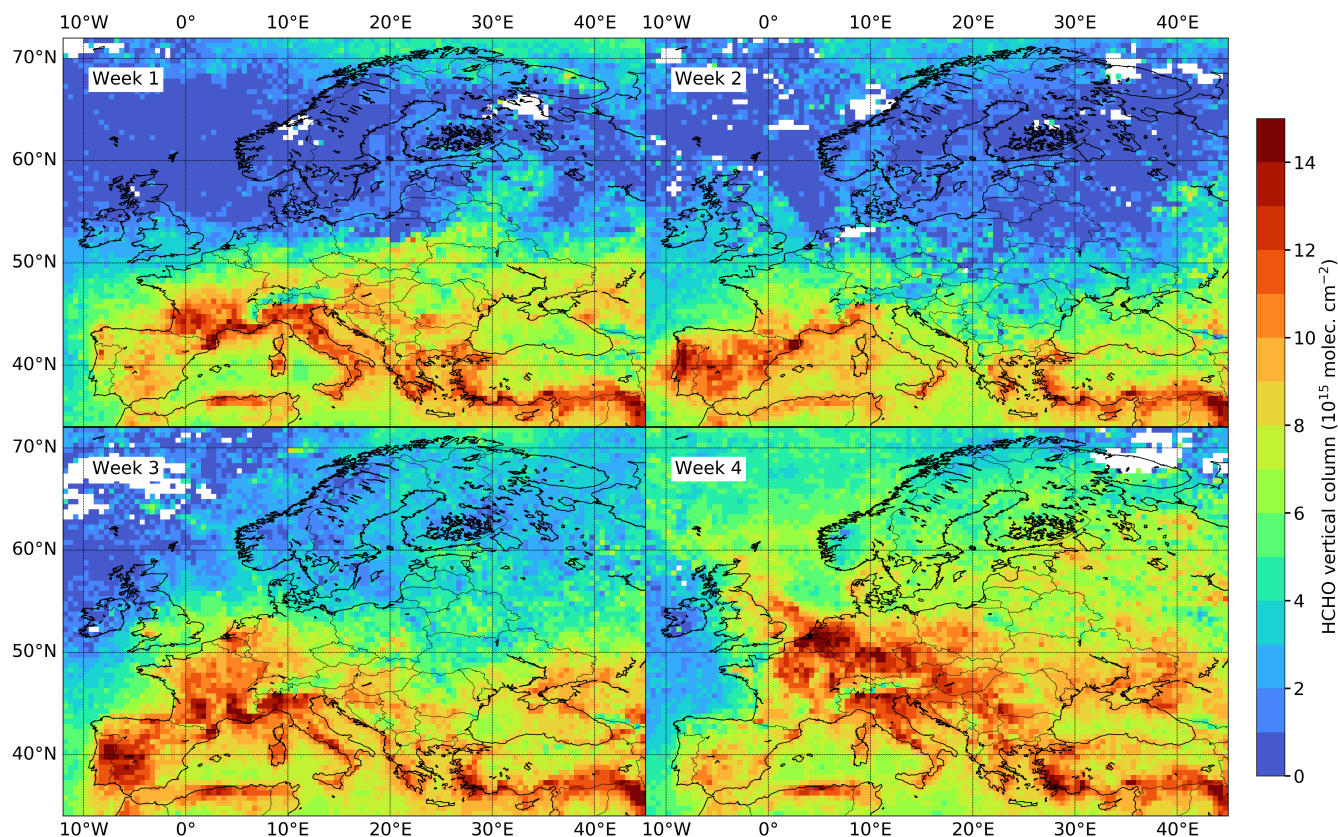 10°W 0° 10°E 20°E 30°E 40°E 10°W 0° 10°E 20°E 30°E 40°E
70°N
Week 1
Week 2
60°N
50°N
40°N
70°N
Week 3
Week 4
60°N
50°N
40°N
10°W 0° 10°E 20°E 30°E 40°E 10°W 0° 10°E 20°E 30°E 40°E
14
12
10
8
6
4
2
0
HCHO vertical column (10¹⁵ molec. cm⁻²)